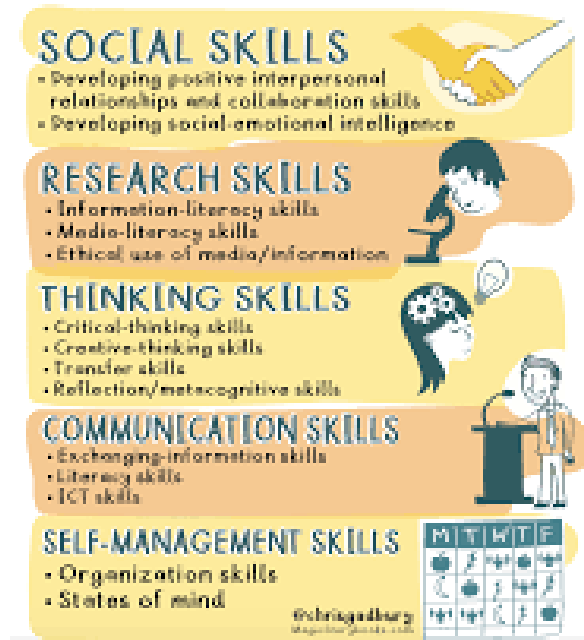 SOCIAL SKILLS
• Developing positive interpersonal
relationships and collaboration skills
• Developing social-emotional intelligence
RESEARCH SKILLS
• Information-literacy skills
• Media-literacy skills
• Ethical use of media/information
THINKING SKILLS
• Critical-thinking skills
• Creative-thinking skills
• Transfer skills
• Reflection/metacognitive skills
COMMUNICATION SKILLS
• Exchanging-information skills
• Literacy skills
• ICT skills
SELF-MANAGEMENT SKILLS
M T W T F
• Organization skills
• States of mind
@chrisgadbury